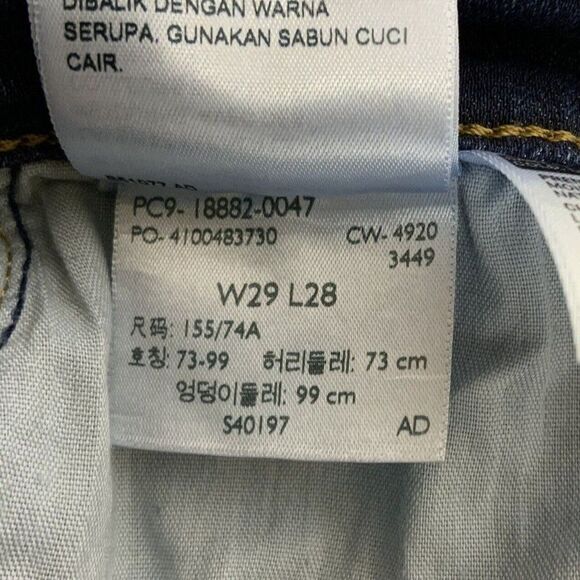 DIBALIK DENGAN WARNA
SERUPA. GUNAKAN SABUN CUCI
CAIR.
PC9- 18882-0047
PO- 4100483730 CW- 4920
3449
W29 L28
尺码: 155/74A
호칭: 73-99 허리둘레: 73 cm
엉덩이둘레: 99 cm
S40197 AD